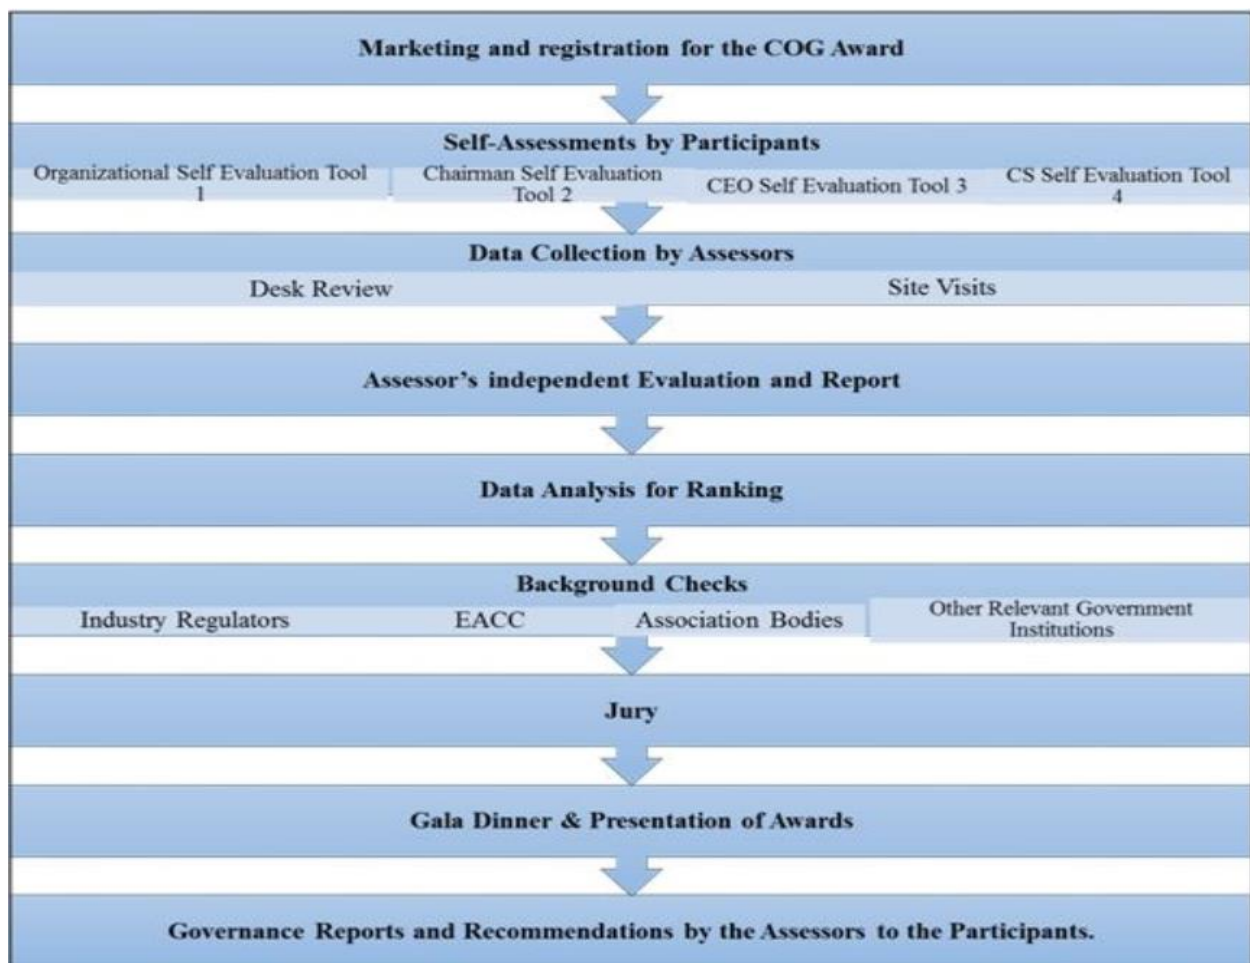 Marketing and registration for the COG Award
Self-Assessments by Participants
Organizational Self Evaluation Tool
1
Chairman Self Evaluation
Tool 2
CEO Self Evaluation Tool 3
CS Self Evaluation Tool
4
Data Collection by Assessors
Desk Review
Site Visits
Assessor’s independent Evaluation and Report
Data Analysis for Ranking
Background Checks
Industry Regulators
EACC
Association Bodies
Other Relevant Government
Institutions
Jury
Gala Dinner & Presentation of Awards
Governance Reports and Recommendations by the Assessors to the Participants.